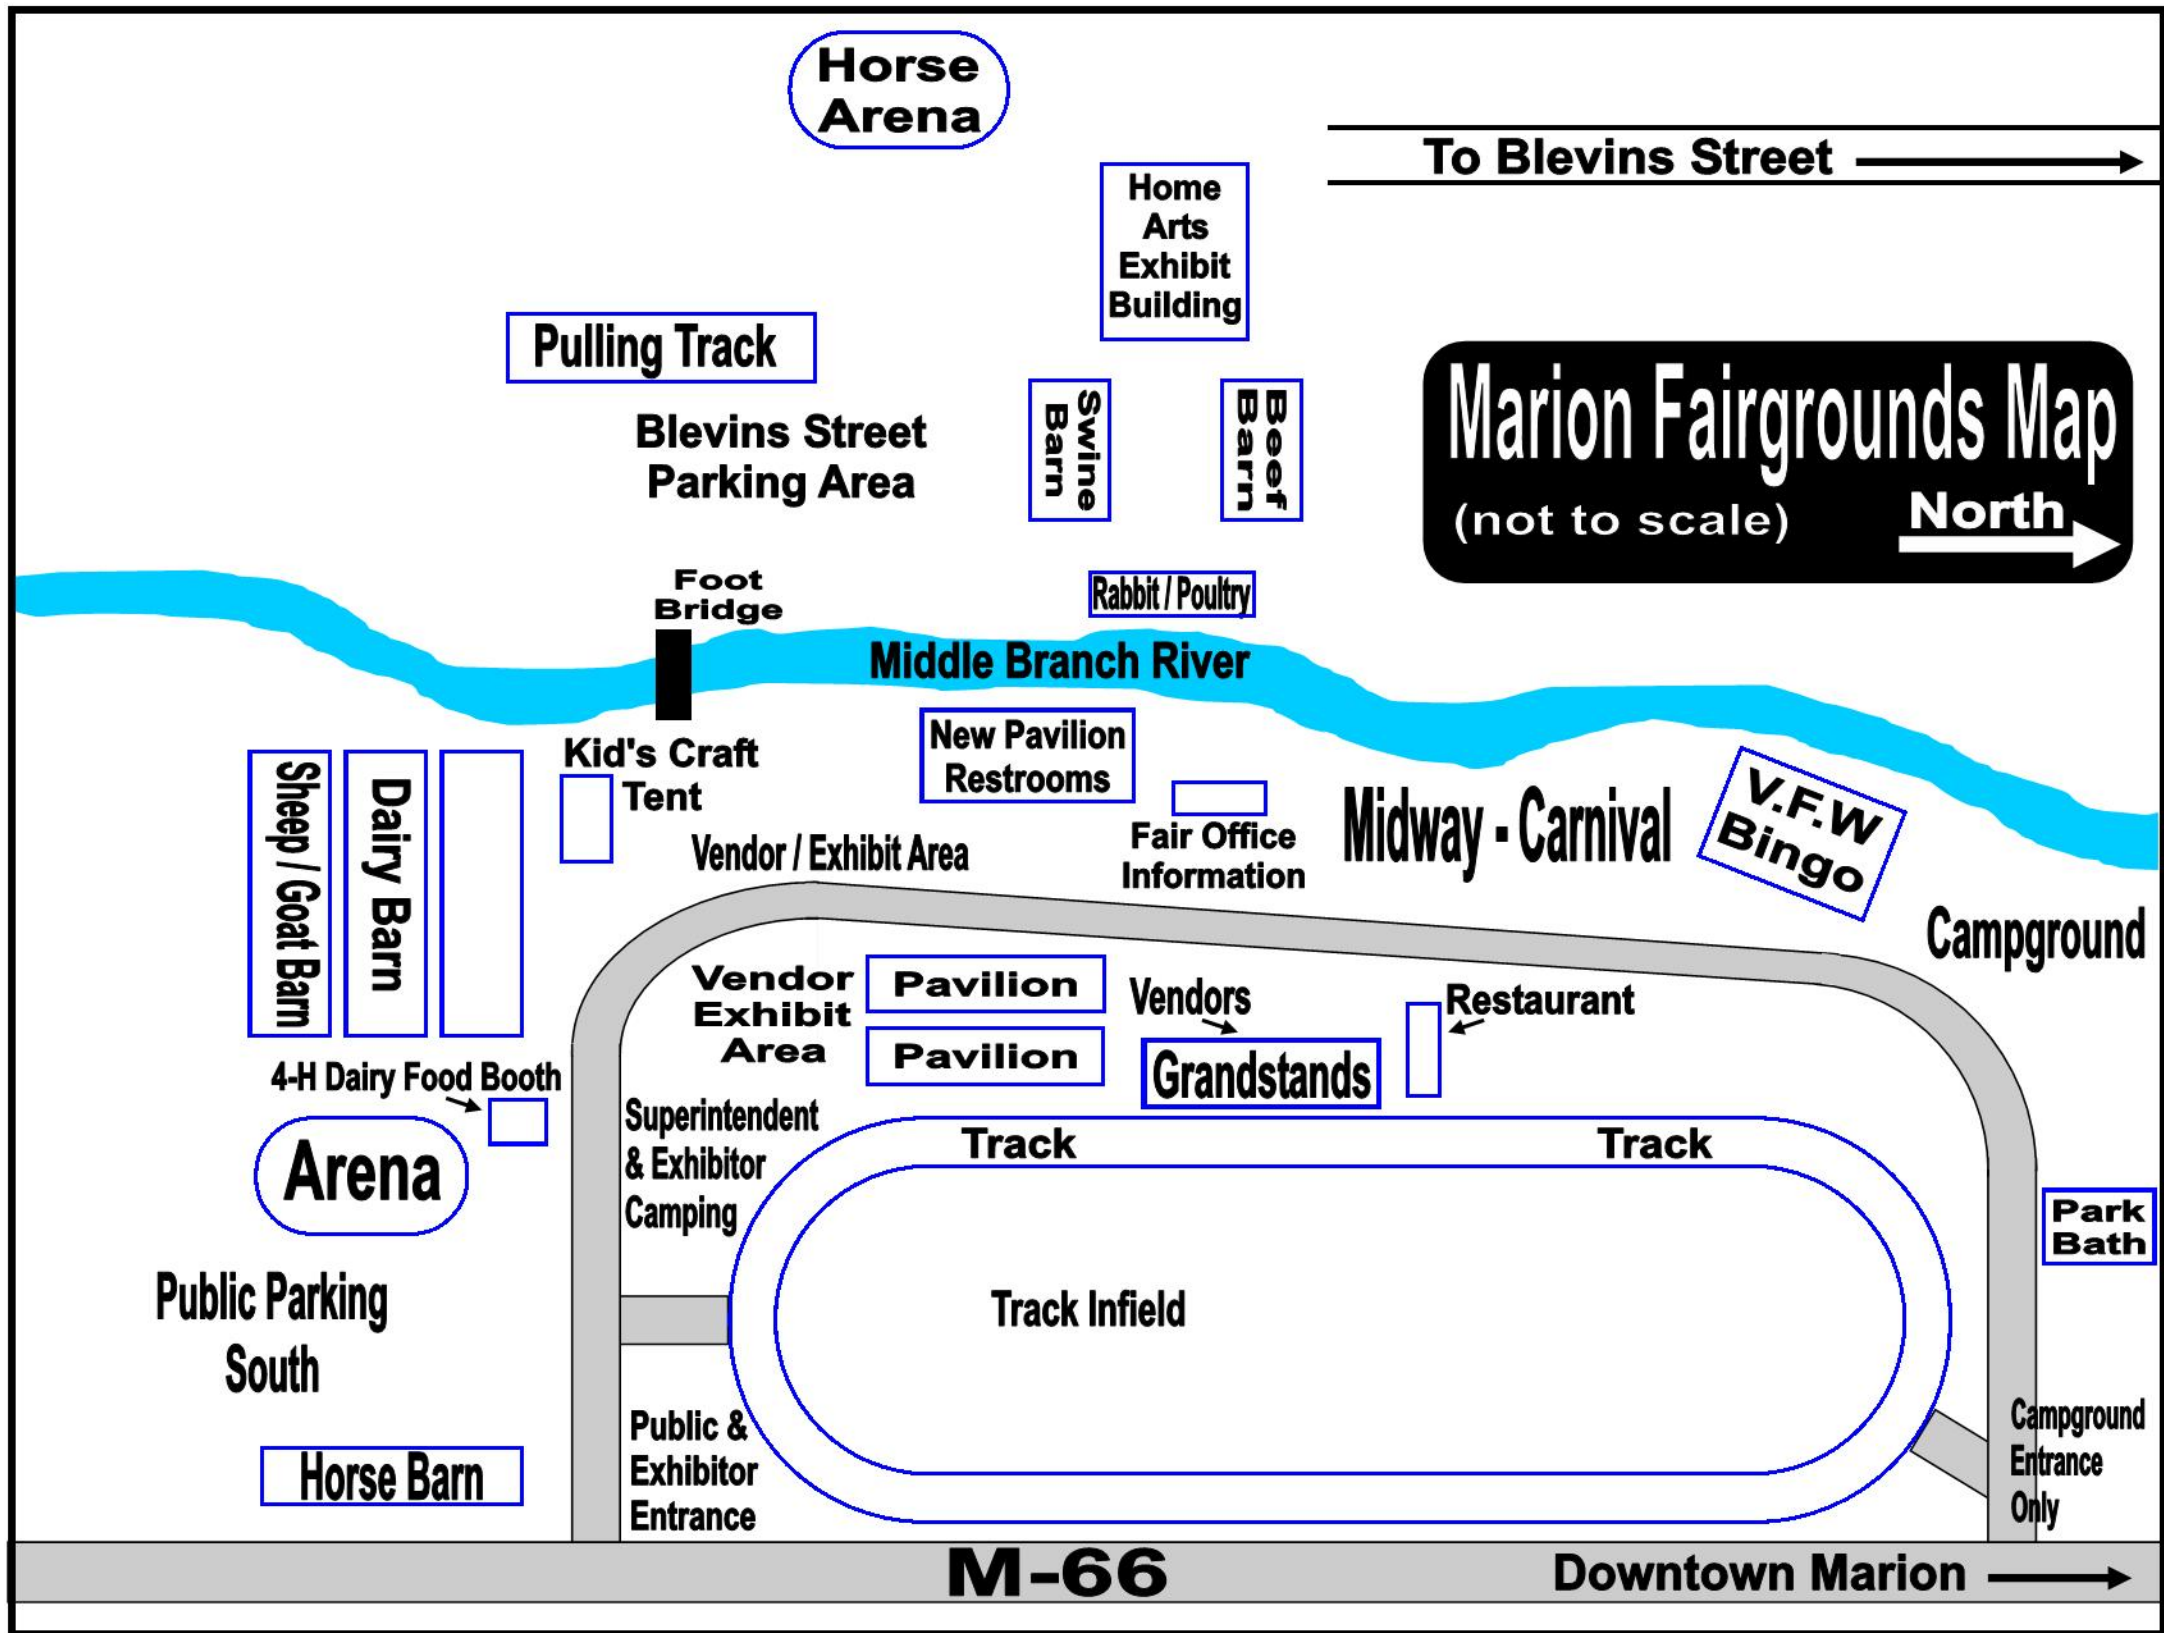 Horse
Arena
To Blevins Street
Home
Arts
Exhibit
Building
Pulling Track
Blevins Street
Parking Area
Swine
Barn
Beef
Barn
Marion Fairgrounds Map
(not to scale)
North
Foot
Bridge
Rabbit / Poultry
Middle Branch River
Sheep / Goat Barn
Dairy Barn
Kid's Craft
Tent
New Pavilion
Restrooms
Fair Office
Information
Midway - Carnival
V.F.W
Bingo
Vendor / Exhibit Area
Campground
Vendor
Exhibit
Area
Pavilion
Pavilion
Vendors
Grandstands
Restaurant
4-H Dairy Food Booth
Arena
Superintendent
& Exhibitor
Camping
Track
Track
Park
Bath
Public Parking
South
Track Infield
Public &
Exhibitor
Entrance
Campground
Entrance
Only
Horse Barn
M-66
Downtown Marion